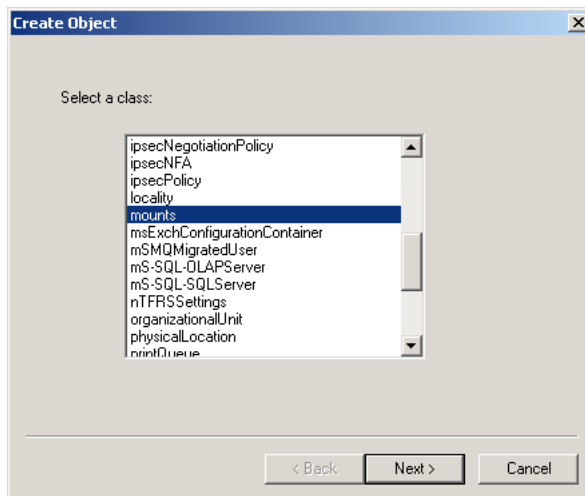 Create Object
Select a class:
ipsecNegotiationPolicy
ipsecNFA
ipsecPolicy
locality
mounts
msExchConfigurationContainer
mSMQMigratedUser
mS-SQL-OLAPServer
mS-SQL-SQLServer
nTFRSSettings
organizationalUnit
physicalLocation
printQueue
< Back
Next >
Cancel